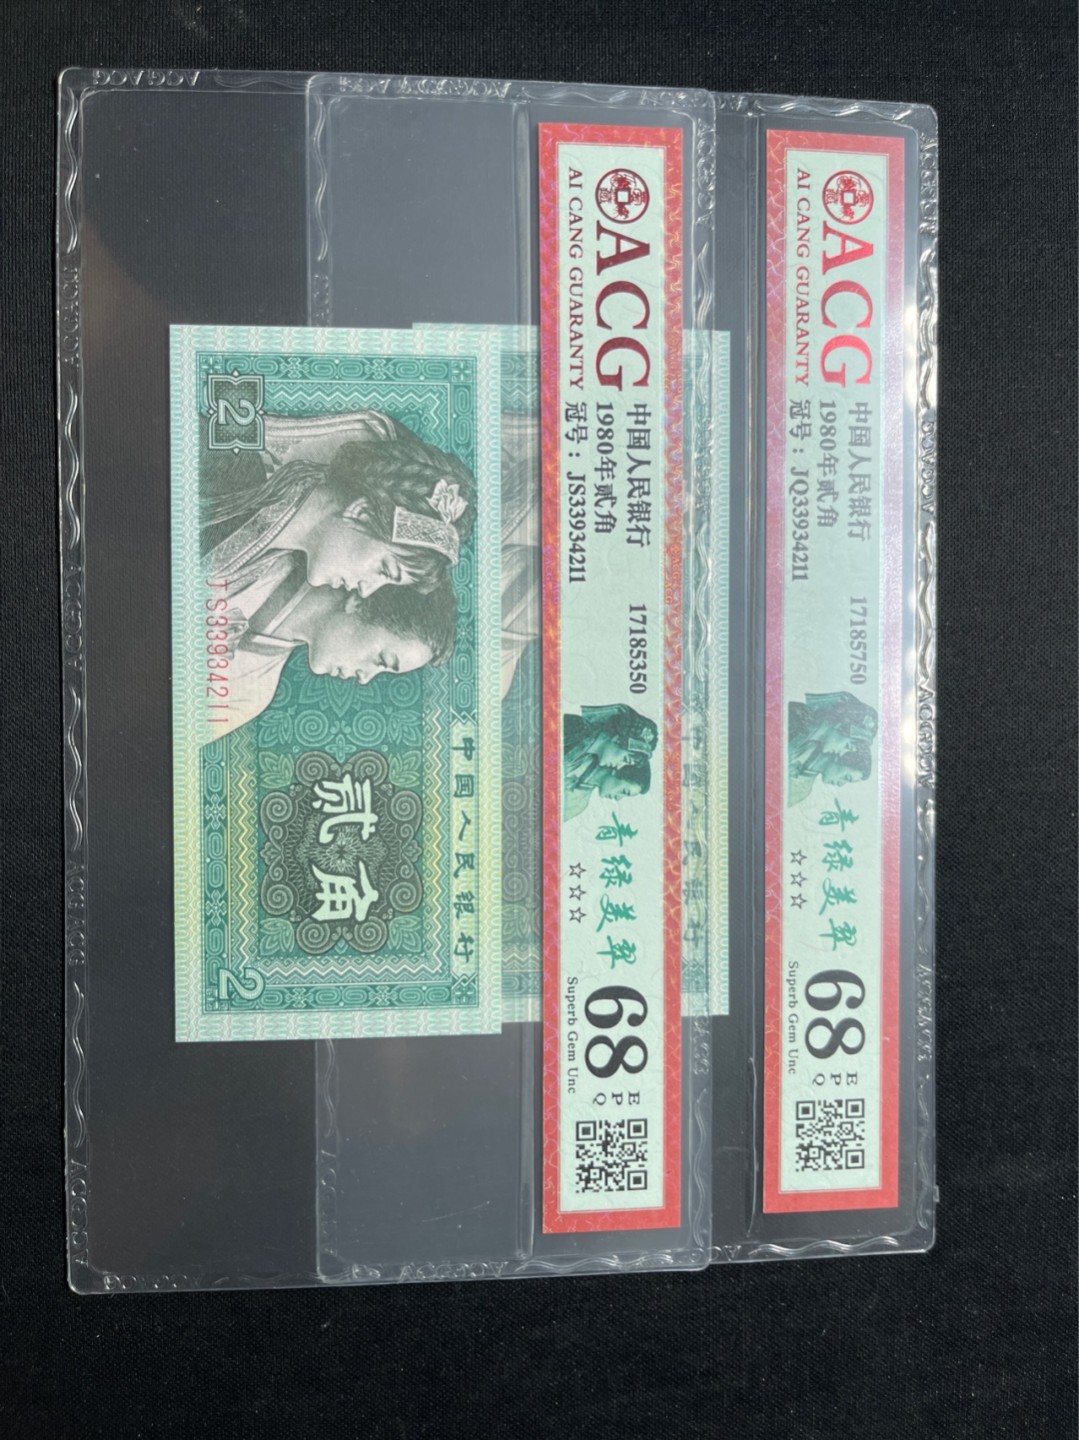 ACG
AI CANG GUARANTY
中国人民银行 17185750
1980年贰角
冠号：JQ33934211
青绿美翠
☆☆☆
68
EPQ
Superb Gem Unc
ACG
AI CANG GUARANTY
中国人民银行 17185350
1980年贰角
冠号：JS33934211
青绿美翠
☆☆☆
68
EPQ
Superb Gem Unc
中国人民银行
贰角
2
JS33934211
2